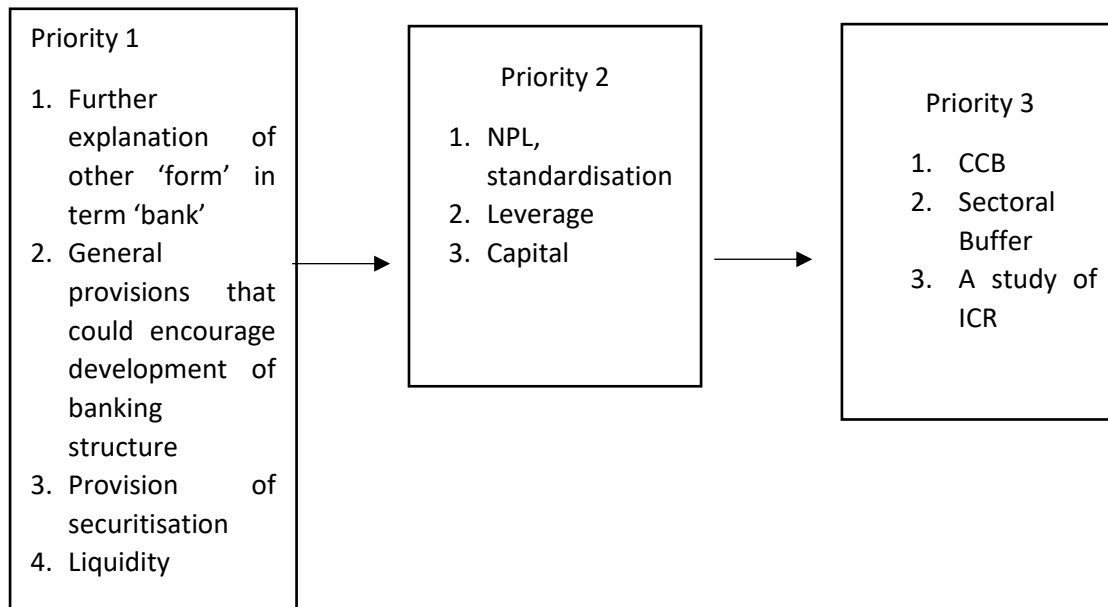 Priority 1
1. Further
explanation of
other ‘form’ in
term ‘bank’
2. General
provisions that
could encourage
development of
banking
structure
3. Provision of
securitisation
4. Liquidity
Priority 2
1. NPL,
standardisation
2. Leverage
3. Capital
Priority 3
1. CCB
2. Sectoral
Buffer
3. A study of
ICR